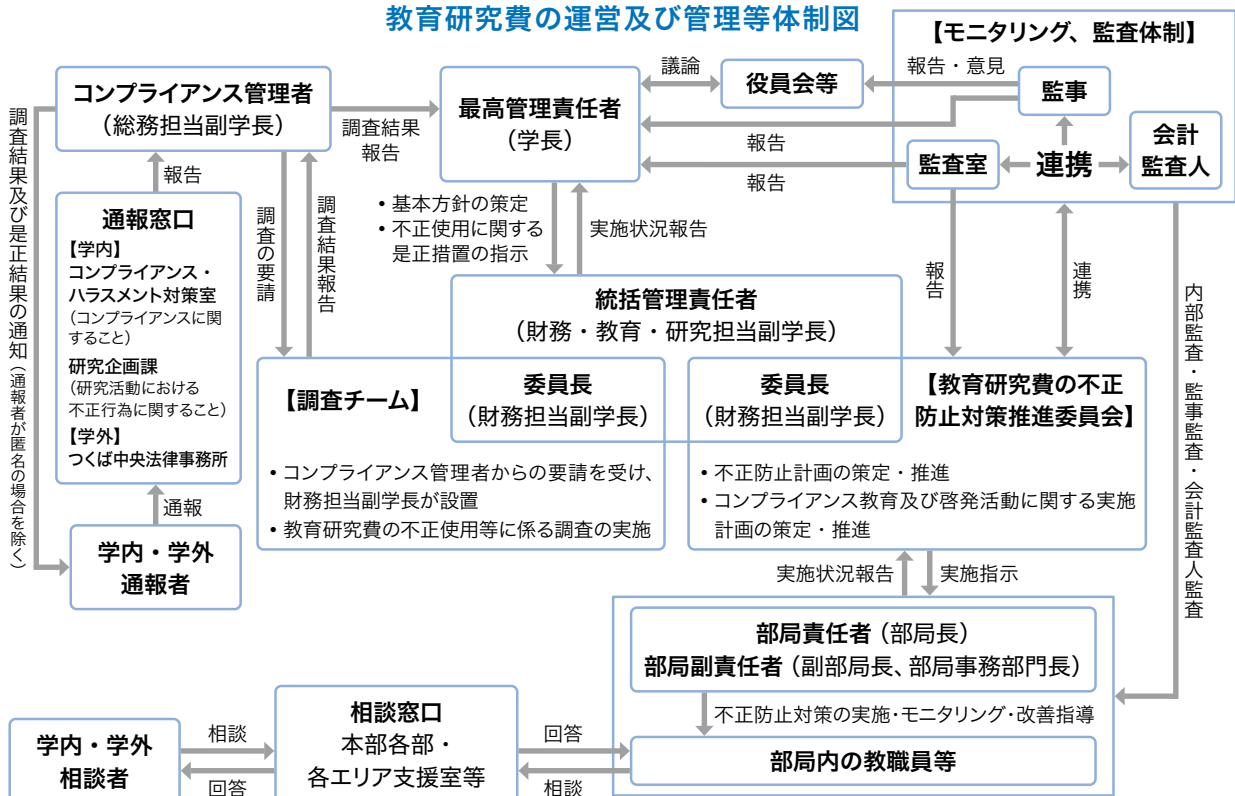 教育研究費の運営及び管理等体制図
【モニタリング、監査体制】
コンプライアンス管理者
（総務担当副学長）
調査結果
報告
最高管理責任者
（学長）
議論
役員会等
報告・意見
監事
報告
報告
監査室
連携
会計
監査人
調査結果及び是正結果の通知（通報者が匿名の場合を除く）
報告
通報窓口
【学内】
コンプライアンス・
ハラスメント対策室
（コンプライアンスに関
すること）
研究企画課
（研究活動における
不正行為に関すること）
【学外】
つくば中央法律事務所
通報
学内・学外
通報者
調査の要請
調査結果報告
• 基本方針の策定
• 不正使用に関する
是正措置の指示
実施状況報告
報告
連携
内部監査・監事監査・会計監査人監査
統括管理責任者
（財務・教育・研究担当副学長）
【調査チーム】
委員長
（財務担当副学長）
• コンプライアンス管理者からの要請を受け、
財務担当副学長が設置
• 教育研究費の不正使用等に係る調査の実施
委員長
（財務担当副学長）
【教育研究費の不正
防止対策推進委員会】
• 不正防止計画の策定・推進
• コンプライアンス教育及び啓発活動に関する実施
計画の策定・推進
実施状況報告
実施指示
部局責任者（部局長）
部局副責任者（副部局長、部局事務部門長）
不正防止対策の実施・モニタリング・改善指導
部局内の教職員等
学内・学外
相談者
相談
回答
相談窓口
本部各部・
各エリア支援室等
回答
相談